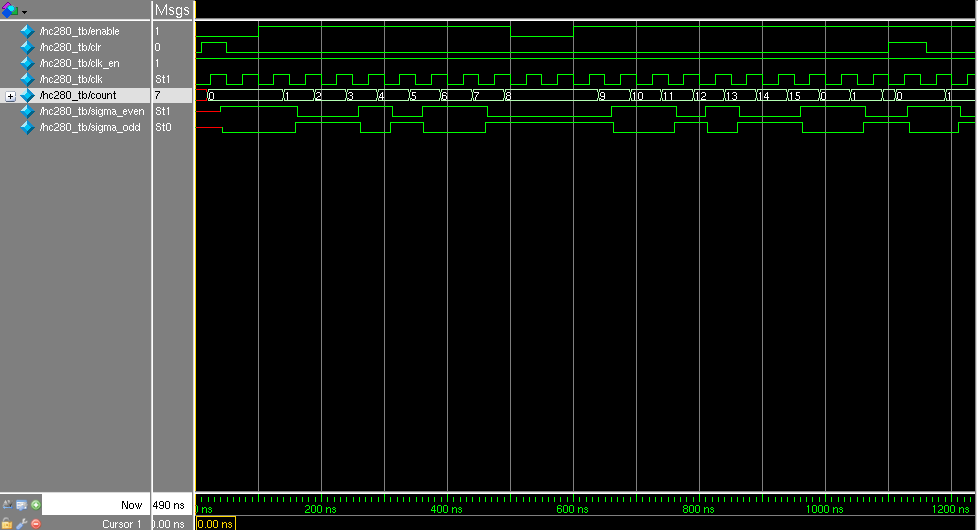 Msgs
/hc280_tb/enable 1
/hc280_tb/clr 0
/hc280_tb/clk_en 1
/hc280_tb/clk St1
/hc280_tb/count 7 0 1 2 3 4 5 6 7 8 9 10 11 12 13 14 15 0 1 0 1
/hc280_tb/sigma_even St1
/hc280_tb/sigma_odd St0
Now 490 ns ns 200 ns 400 ns 600 ns 800 ns 1000 ns 1200 ns
Cursor 1 0.00 ns 0.00 ns